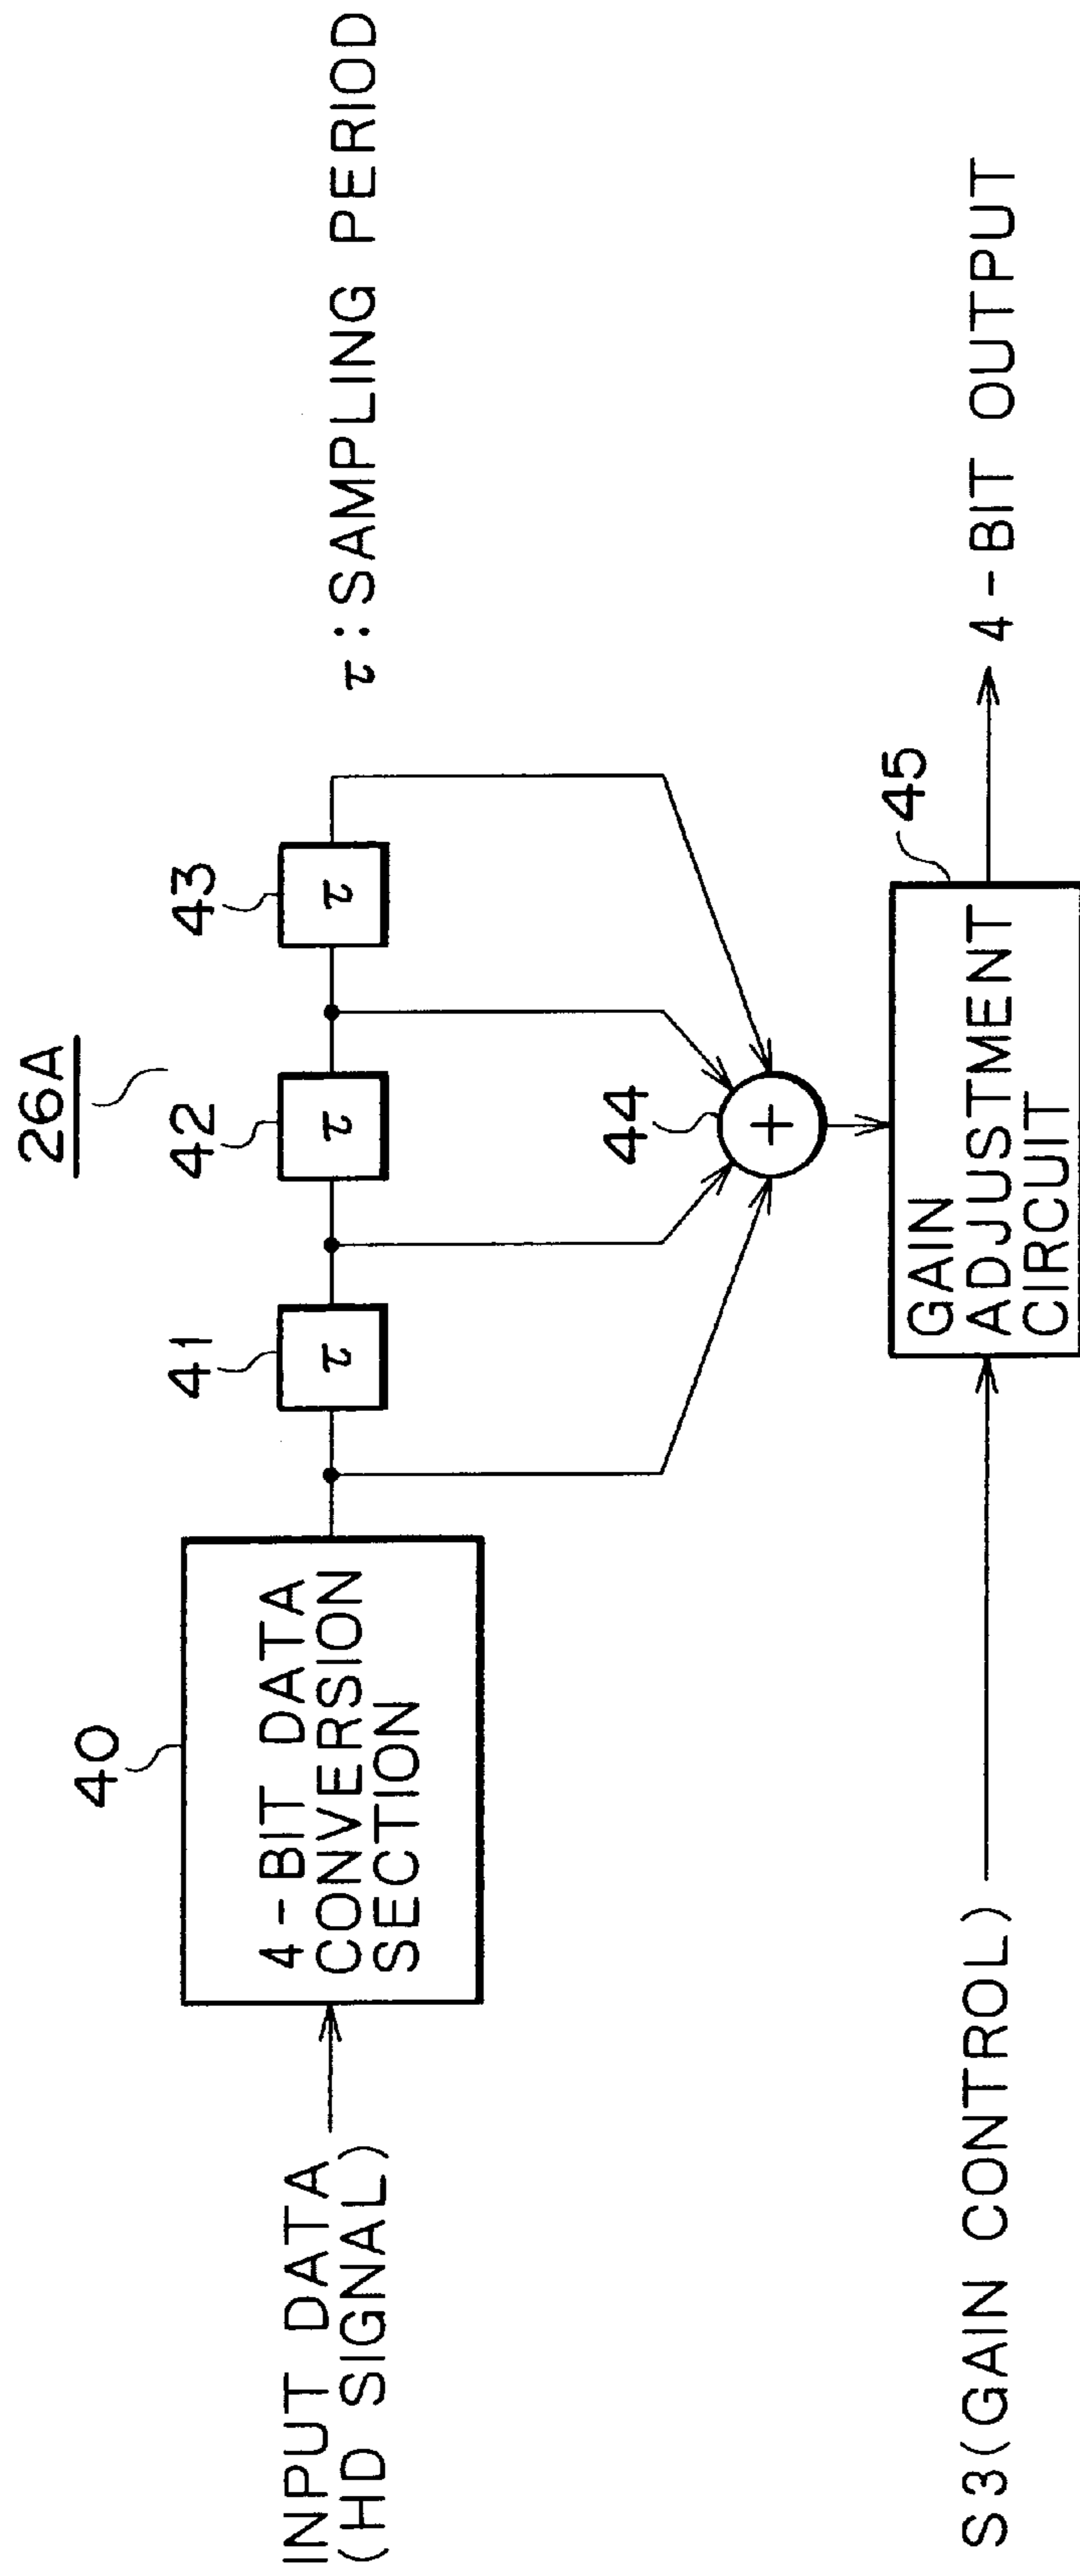 26A
40
41
42
43
INPUT DATA
(HD SIGNAL)
4-BIT DATA
CONVERSION
SECTION
τ
τ
τ
τ:SAMPLING PERIOD
44
+
45
S3(GAIN CONTROL)
GAIN
ADJUSTMENT
CIRCUIT
4-BIT OUTPUT